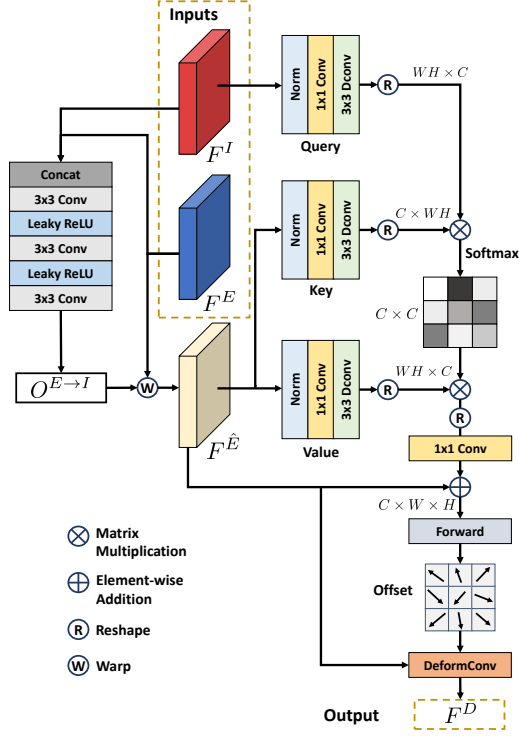 Inputs
F^I
Norm
1x1 Conv
3x3 Dconv
R
WH × C
Query
Concat
3x3 Conv
Leaky ReLU
3x3 Conv
Leaky ReLU
3x3 Conv
F^E
Norm
1x1 Conv
3x3 Dconv
R
C × WH
Key
Softmax
C × C
O^{E→I}
W
F^{Ê}
Norm
1x1 Conv
3x3 Dconv
R
WH × C
Value
R
1x1 Conv
C × W × H
Forward
Offset
DeformConv
Output
F^D
Matrix
Multiplication
Element-wise
Addition
R
Reshape
W
Warp